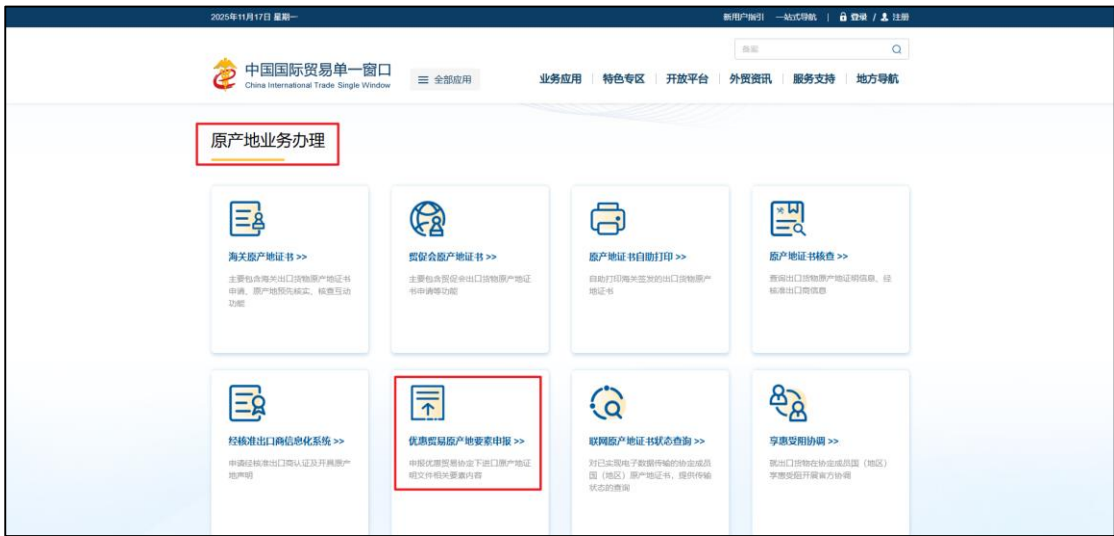 2025年11月17日 星期一
新用户指引 一站式导航 | 登录 / 注册
搜索
中国国际贸易单一窗口
China International Trade Single Window
全部应用
业务应用 特色专区 开放平台 外贸资讯 服务支持 地方导航
原产地业务办理
海关原产地证书 >>
主要包含海关出口货物原产地证书
申请、原产地预先核实、核查互动
功能
贸促会原产地证书 >>
主要包含贸促会出口货物原产地证
书申请等功能
原产地证书自助打印 >>
自助打印海关签发的出口货物原产
地证书
原产地证书核查 >>
查询出口货物原产地证明信息、经
核准出口商信息
经核准出口商信息化系统 >>
申请经核准出口商认证及开具原产
地声明
优惠贸易原产地要素申报 >>
申报优惠贸易协定下进口原产地证
明文件相关要素内容
联网原产地证书状态查询 >>
对已实现电子数据传输的协定成员
国（地区）原产地证书，提供传输
状态的查询
享惠受阻协调 >>
就出口货物在协定成员国（地区）
享惠受阻开展官方协调